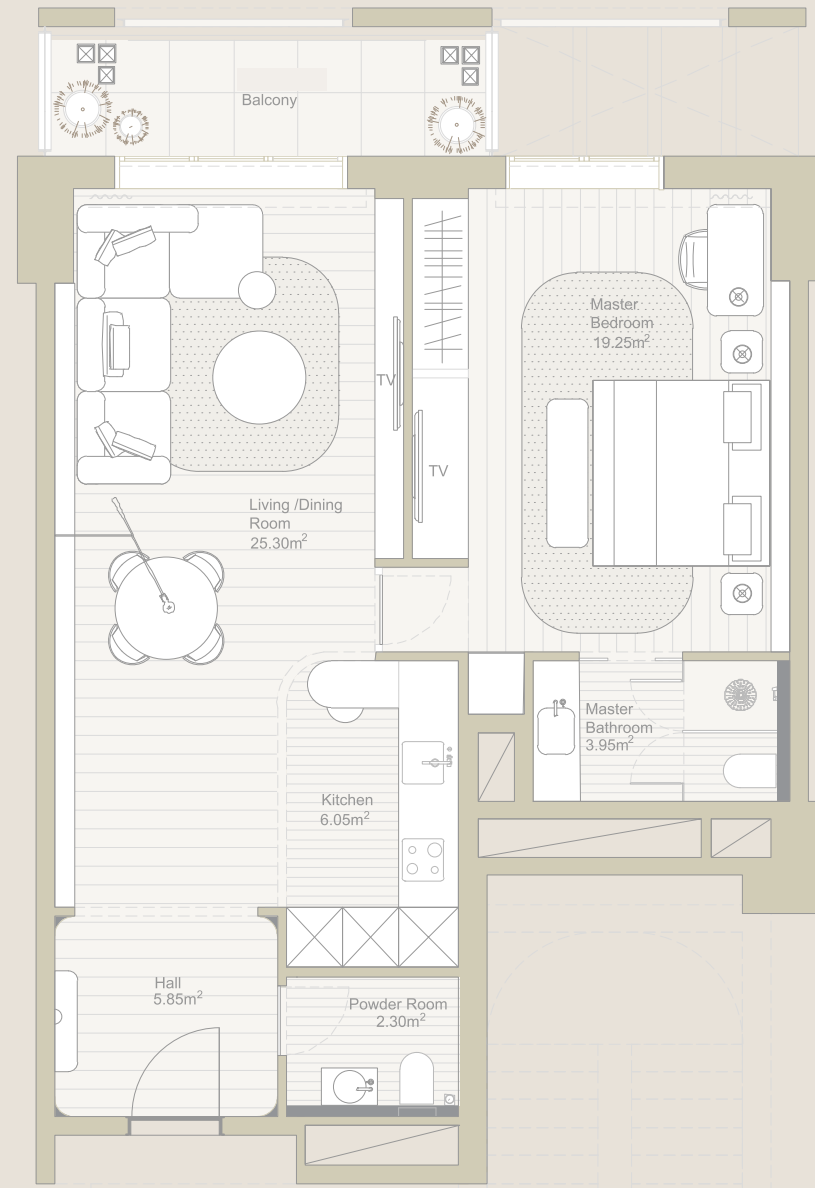 Balcony
Master
Bedroom
19.25m²
TV
TV
Living /Dining
Room
25.30m²
Master
Bathroom
3.95m²
Kitchen
6.05m²
Hall
5.85m²
Powder Room
2.30m²